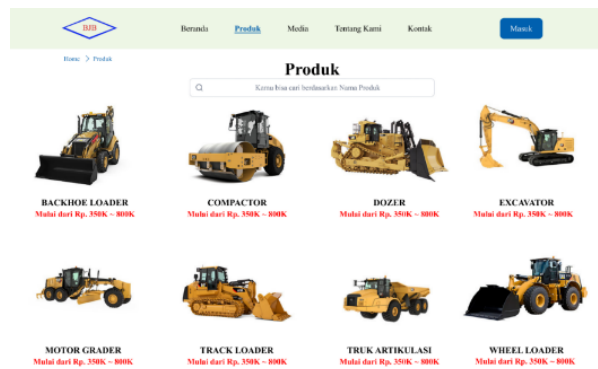 BJB
Beranda Produk Media Tentang Kami Kontak Masuk
Home > Produk
Produk
Kamu bisa cari berdasarkan Nama Produk
BACKHOE LOADER COMPACTOR DOZER EXCAVATOR
Mulai dari Rp. 350K ~ 800K Mulai dari Rp. 350K ~ 800K Mulai dari Rp. 350K ~ 800K Mulai dari Rp. 350K ~ 800K
MOTOR GRADER TRACK LOADER TRUK ARTIKULASI WHEEL LOADER
Mulai dari Rp. 350K ~ 800K Mulai dari Rp. 350K ~ 800K Mulai dari Rp. 350K ~ 800K Mulai dari Rp. 350K ~ 800K